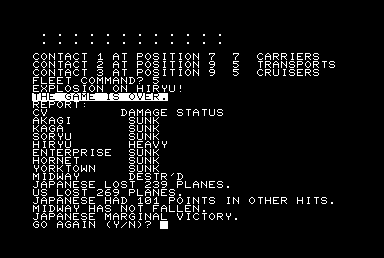 . . . . . . . . . . . .
. . . . . . . . . . . .
CONTACT 1 AT POSITION 7 7 CARRIERS
CONTACT 2 AT POSITION 9 5 TRANSPORTS
CONTACT 3 AT POSITION 9 5 CRUISERS
FLEET COMMAND? 5
EXPLOSION ON HIRYU!
THE GAME IS OVER.
REPORT:
CV DAMAGE STATUS
AKAGI SUNK
KAGA SUNK
SORYU SUNK
HIRYU HEAVY
ENTERPRISE SUNK
HORNET SUNK
YORKTOWN SUNK
MIDWAY DESTR'D
JAPANESE LOST 239 PLANES.
US LOST 269 PLANES.
JAPANESE HAD 101 POINTS IN OTHER HITS.
MIDWAY HAS NOT FALLEN.
JAPANESE MARGINAL VICTORY.
GO AGAIN (Y/N)?